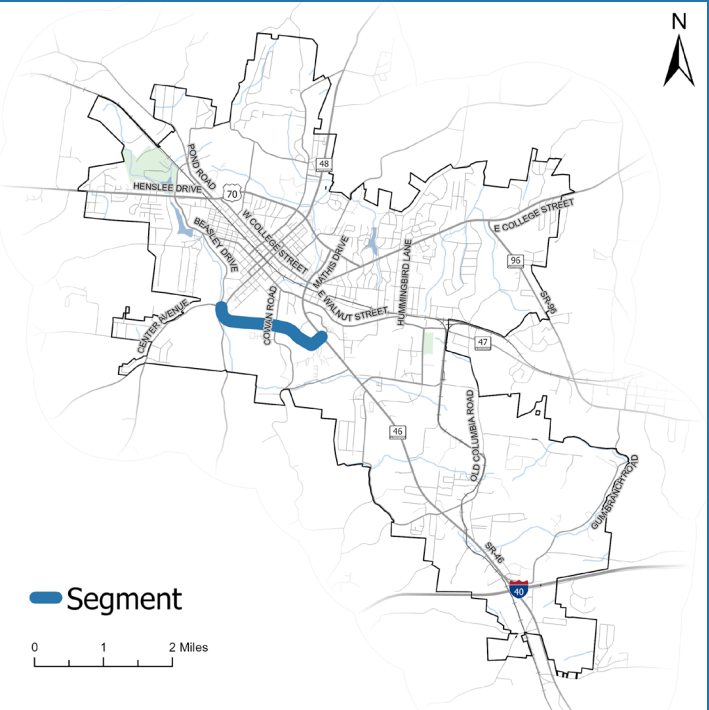 N
POND ROAD
48
HENSLEE DRIVE
70
W COLLEGE STREET
BEASLEY DRIVE
E COLLEGE STREET
MATHIS DRIVE
HUMMINGBIRD LANE
96
SR-96
E WALNUT STREET
COWAN ROAD
CENTER AVENUE
47
OLD COLUMBIA ROAD
46
GUM BRANCH ROAD
SR-46
40
Segment
0 1 2 Miles